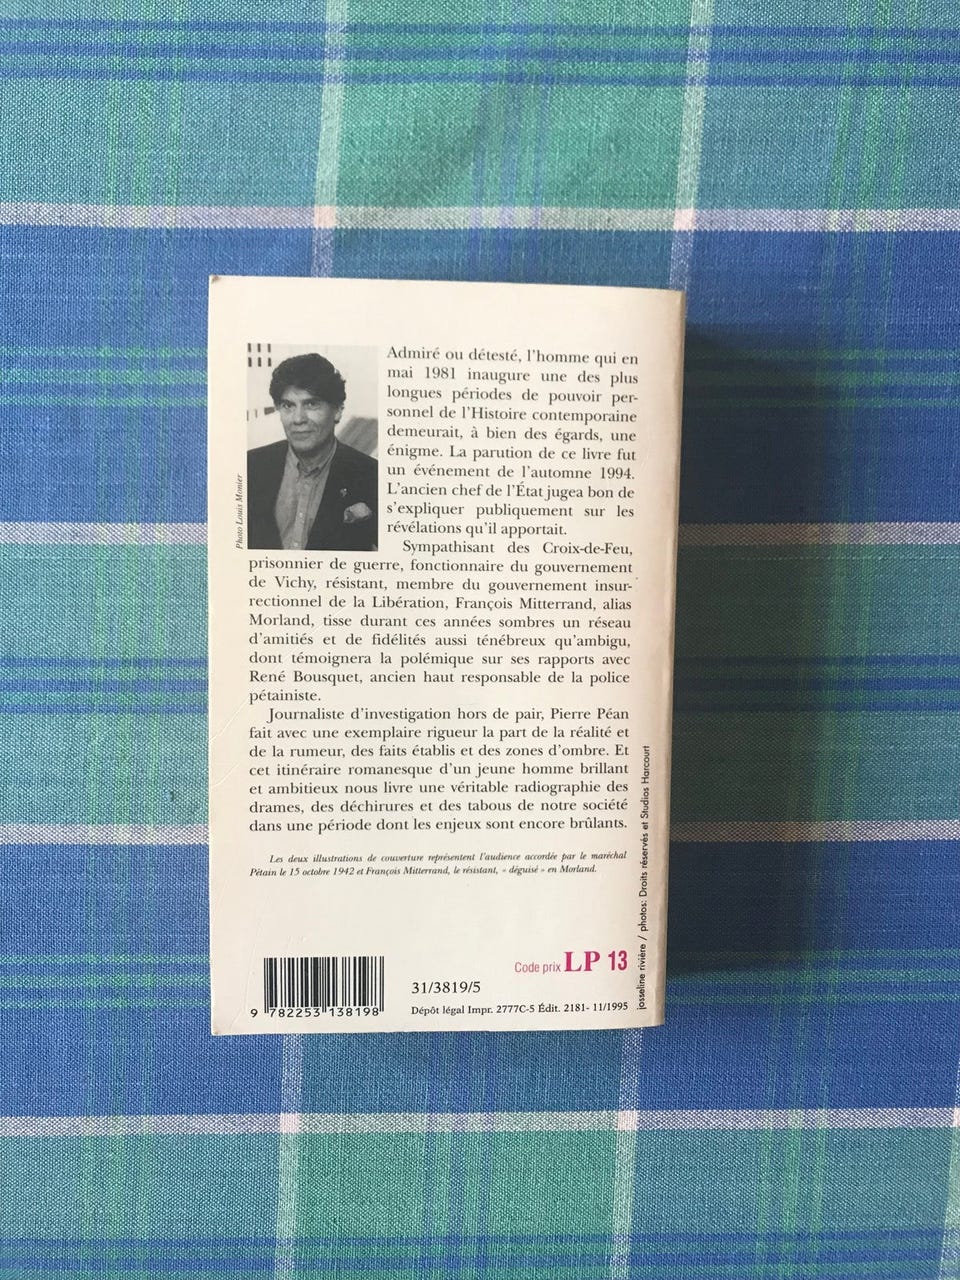 Admiré ou détesté, l'homme qui en
mai 1981 inaugure une des plus
longues périodes de pouvoir per-
sonnel de l'Histoire contemporaine
demeurait, à bien des égards, une
énigme. La parution de ce livre fut
un événement de l'automne 1994.
L'ancien chef de l'État jugea bon de
s'expliquer publiquement sur les
révélations qu'il apportait.
Sympathisant des Croix-de-Feu,
prisonnier de guerre, fonctionnaire du gouvernement
de Vichy, résistant, membre du gouvernement insur-
rectionnel de la Libération, François Mitterrand, alias
Morland, tisse durant ces années sombres un réseau
d'amitiés et de fidélités aussi ténébreux qu'ambigu,
dont témoignera la polémique sur ses rapports avec
René Bousquet, ancien haut responsable de la police
pétainiste.
Journaliste d'investigation hors de pair, Pierre Péan
fait avec une exemplaire rigueur la part de la réalité et
de la rumeur, des faits établis et des zones d'ombre. Et
cet itinéraire romanesque d'un jeune homme brillant
et ambitieux nous livre une véritable radiographie des
drames, des déchirures et des tabous de notre société
dans une période dont les enjeux sont encore brûlants.
Les deux illustrations de couverture représentent l'audience accordée par le maréchal
Pétain le 15 octobre 1942 et François Mitterrand, le résistant, « déguisé » en Morland.
Photo Louis Monier
josseline rivière / photos: Droits réservés et Studios Harcourt
Code prix LP 13
31/3819/5
Dépôt légal Impr. 2777C-5 Édit. 2181- 11/1995
9 782253 138198